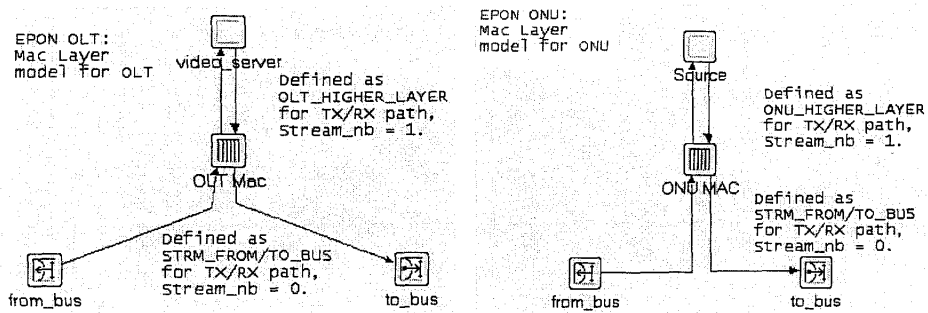 EPON OLT:
Mac Layer
model for OLT
video_server
Defined as
OLT_HIGHER_LAYER
for TX/RX path,
Stream_nb = 1.
OLT Mac
Defined as
STRM_FROM/TO_BUS
for TX/RX path,
Stream_nb = 0.
from_bus
to_bus
EPON ONU:
Mac Layer
model for ONU
Source
Defined as
ONU_HIGHER_LAYER
for TX/RX path,
Stream_nb = 1.
ONU MAC
Defined as
STRM_FROM/TO_BUS
for TX/RX path,
Stream_nb = 0.
from_bus
to_bus